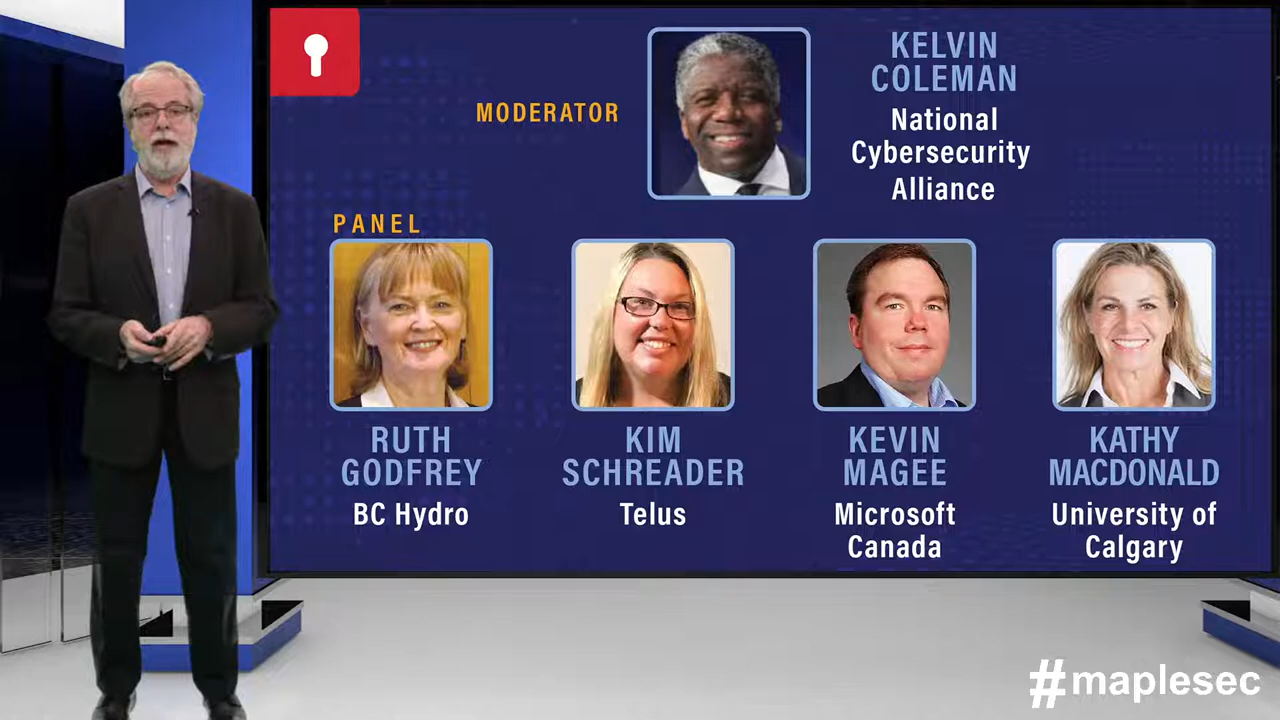 KELVIN
COLEMAN
MODERATOR
National
Cybersecurity
Alliance
PANEL
RUTH
GODFREY
BC Hydro
KIM
SCHREADER
Telus
KEVIN
MAGEE
Microsoft
Canada
KATHY
MACDONALD
University of
Calgary
#maplesec